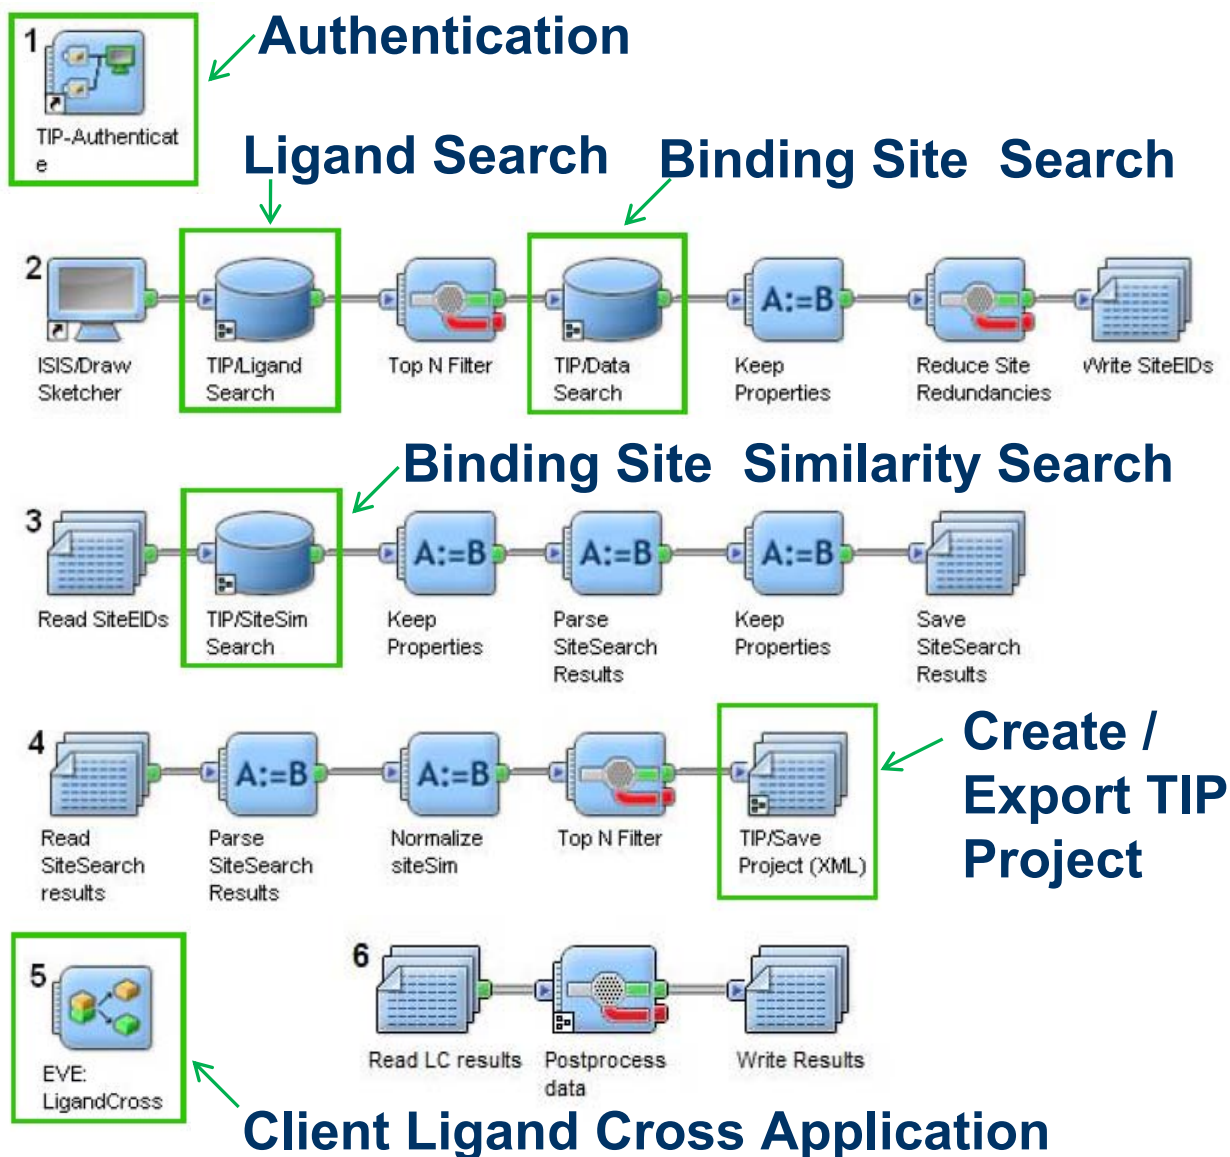 1
Authentication
TIP-Authenticat
e
Ligand Search
Binding Site Search
2
A:=B
ISIS/Draw
Sketcher
TIP/Ligand
Search
Top N Filter
TIP/Data
Search
Keep
Properties
Reduce Site
Redundancies
Write SiteEIDs
Binding Site Similarity Search
3
A:=B
A:=B
A:=B
Read SiteEIDs
TIP/SiteSim
Search
Keep
Properties
Parse
SiteSearch
Results
Keep
Properties
Save
SiteSearch
Results
4
A:=B
A:=B
Create /
Export TIP
Project
Read
SiteSearch
results
Parse
SiteSearch
Results
Normalize
siteSim
Top N Filter
TIP/Save
Project (XML)
5
EVE:
LigandCross
6
Read LC results
Postprocess
data
Write Results
Client Ligand Cross Application